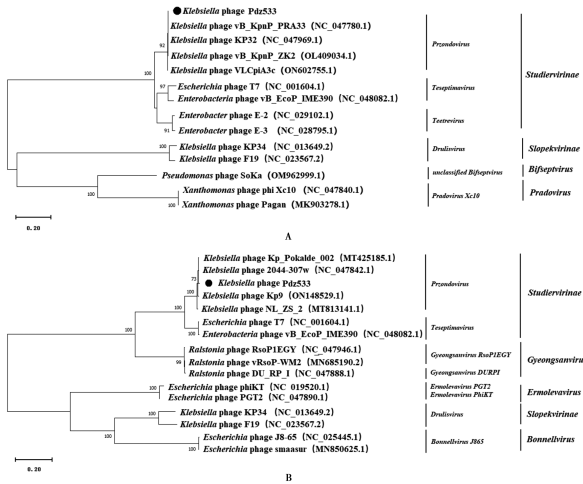 A
Klebsiella phage Pdz533
Klebsiella phage vB_KpnP_PRA33 (NC_047780.1)
Klebsiella phage KP32 (NC_047969.1)
92
Przondovirus
Klebsiella phage vB_KpnP_ZK2 (OL409034.1)
Klebsiella phage VLCpiA3c (ON602755.1)
Studiervirinae
100
97
Escherichia phage T7 (NC_001604.1)
Teseptimavirus
Enterobacteria phage vB_EcoP_IME390 (NC_048082.1)
Enterobacter phage E-2 (NC_029102.1)
Teetrevirus
91
Enterobacter phage E-3 (NC_028795.1)
100
Klebsiella phage KP34 (NC_013649.2)
Drulisvirus
Slopekvirinae
Klebsiella phage F19 (NC_023567.2)
Pseudomonas phage SoKa (OM962999.1)
unclassified Bifseptvirus
Bifseptvirus
100
Xanthomonas phage phi Xc10 (NC_047840.1)
Pradovirus Xc10
Pradovirus
100
Xanthomonas phage Pagan (MK903278.1)
0.20
A
B
Klebsiella phage Kp_Pokalde_002 (MT425185.1)
Klebsiella phage 2044-307w (NC_047842.1)
73
Klebsiella phage Pdz533
Przondovirus
Klebsiella phage Kp9 (ON148529.1)
Studiervirinae
100
Klebsiella phage NL_ZS_2 (MT813141.1)
100
Escherichia phage T7 (NC_001604.1)
Teseptimavirus
100
Enterobacteria phage vB_EcoP_IME390 (NC_048082.1)
Ralstonia phage RsoP1EGY (NC_047946.1)
Gyeongsanvirus RsoP1EGY
99
Ralstonia phage vRsoP-WM2 (MN685190.2)
Gyeongsanviru
100
Ralstonia phage DU_RP_I (NC_047888.1)
Gyeongsanvirus DURPI
100
Escherichia phage phiKT (NC_019520.1)
Ermolevavirus PGT2
Ermolevavirus
Escherichia phage PGT2 (NC_047890.1)
Ermolevavirus PhiKT
100
Klebsiella phage KP34 (NC_013649.2)
Drulisvirus
Slopekvirinae
Klebsiella phage F19 (NC_023567.2)
100
Escherichia phage J8-65 (NC_025445.1)
Bonnellvirus J865
Bonnellvirus
100
Escherichia phage smaasur (MN850625.1)
0.20
B